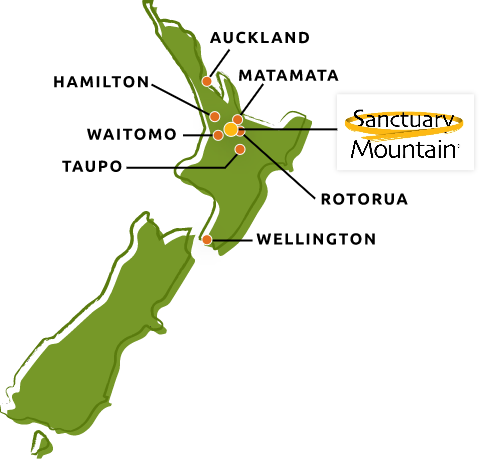 AUCKLAND
MATAMATA
HAMILTON
Sanctuary
Mountain
WAITOMO
TAUPO
ROTORUA
WELLINGTON